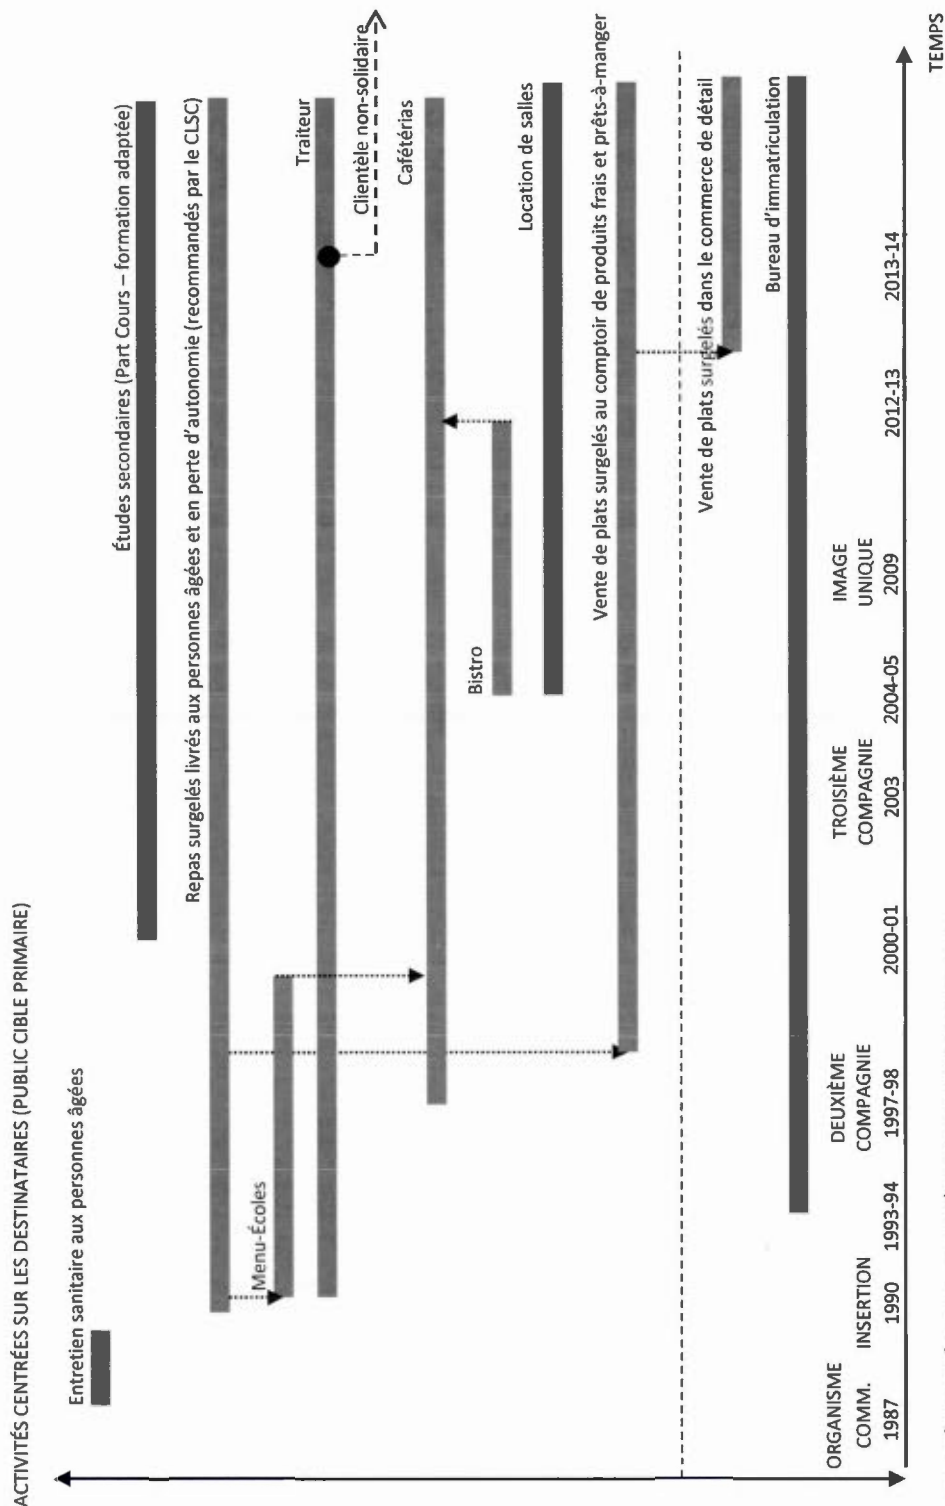 ACTIVITÉS CENTRÉES SUR LES DESTINATAIRES (PUBLIC CIBLE PRIMAIRE)
Entretien sanitaire aux personnes âgées
Études secondaires (Part Cours – formation adaptée)
Repas surgelés livrés aux personnes âgées et en perte d'autonomie (recommandés par le CLSC)
Menu-Écoles
Traiteur
Clientèle non-solidaire
Cafétérias
Bistro
Location de salles
Vente de plats surgelés au comptoir de produits frais et prêts-à-manger
Vente de plats surgelés dans le commerce de détail
Bureau d'immatriculation
ORGANISME
COMM.
INSERTION
DEUXIÈME
COMPAGNIE
TROISIÈME
COMPAGNIE
IMAGE
UNIQUE
1987
1990
1993-94
1997-98
2000-01
2003
2004-05
2009
2012-13
2013-14
TEMPS